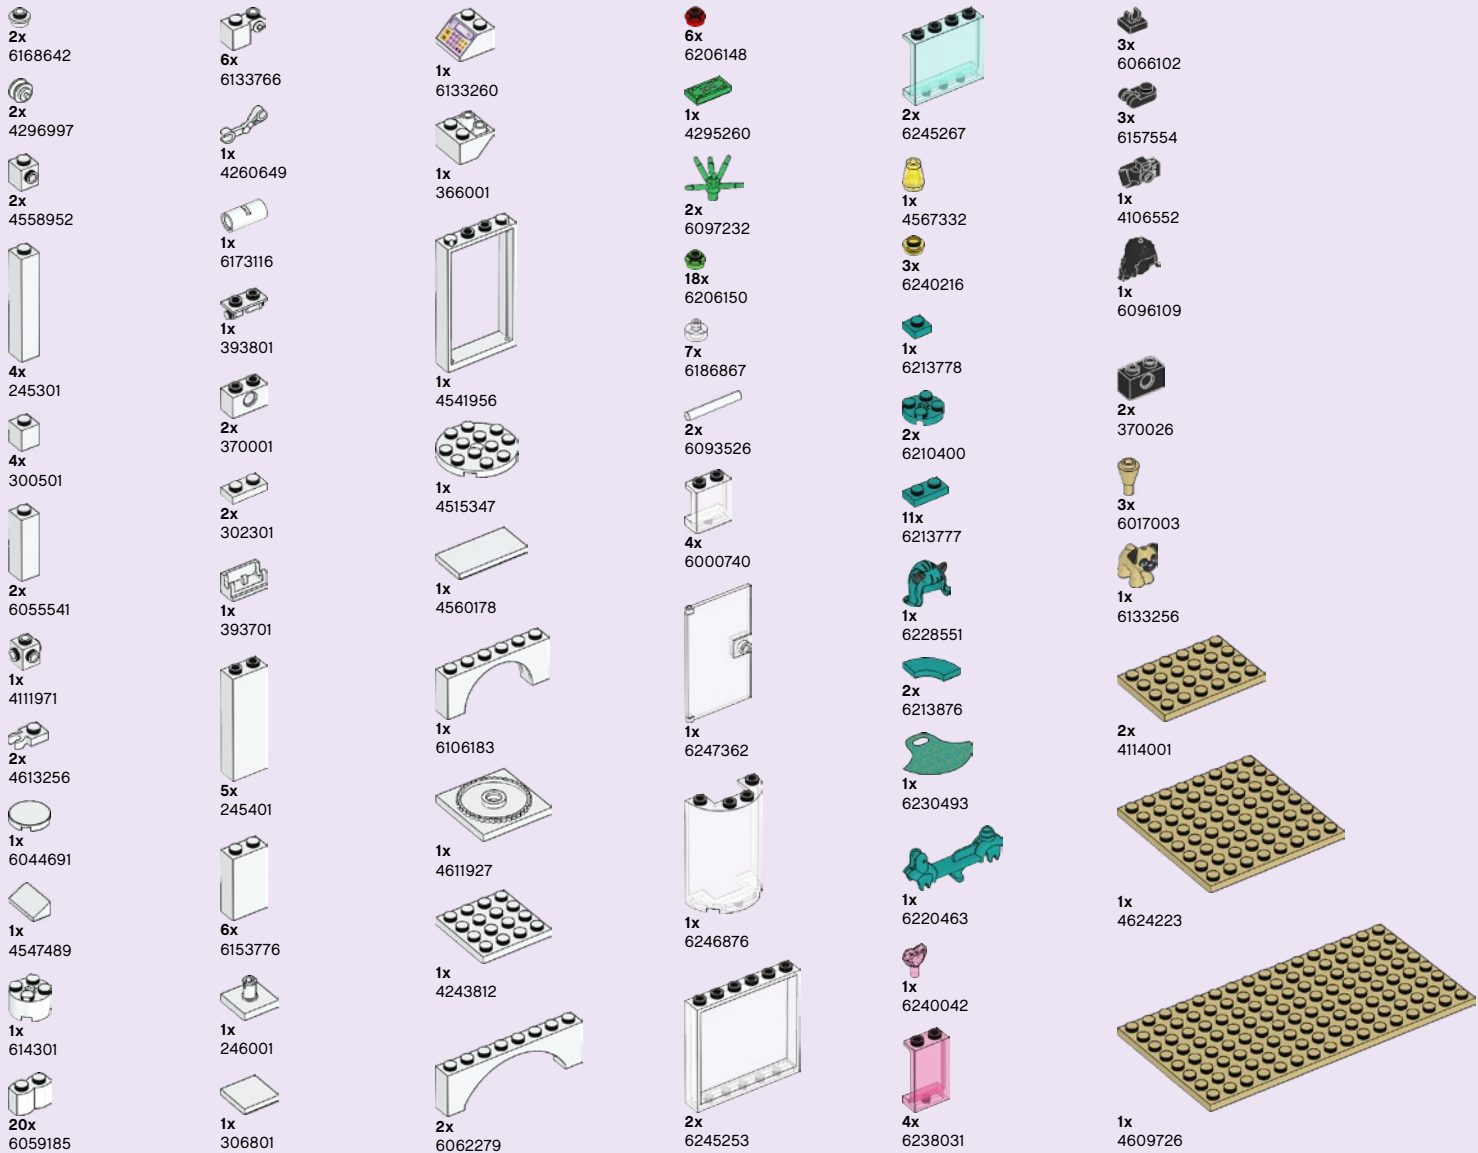 2x
6168642
2x
4296997
2x
4558952
4x
245301
4x
300501
2x
6055541
1x
4111971
2x
4613256
1x
6044691
1x
4547489
1x
614301
20x
6059185
6x
6133766
1x
4260649
1x
6173116
1x
393801
2x
370001
2x
302301
1x
393701
5x
245401
6x
6153776
1x
246001
1x
306801
1x
6133260
1x
366001
1x
4541956
1x
4515347
1x
4560178
1x
6106183
1x
4611927
1x
4243812
2x
6062279
6x
6206148
1x
4295260
2x
6097232
18x
6206150
7x
6186867
2x
6093526
4x
6000740
1x
6247362
1x
6246876
2x
6245253
2x
6245267
1x
4567332
3x
6240216
1x
6213778
2x
6210400
11x
6213777
1x
6228551
2x
6213876
1x
6230493
1x
6220463
1x
6240042
4x
6238031
3x
6066102
3x
6157554
1x
4106552
1x
6096109
2x
370026
3x
6017003
1x
6133256
2x
4114001
1x
4624223
1x
4609726